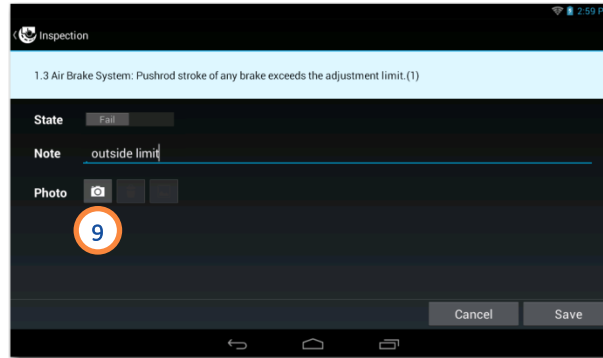 2:59 P
Inspection
1.3 Air Brake System: Pushrod stroke of any brake exceeds the adjustment limit.(1)
State Fail
Note outside limit
Photo
9
Cancel Save